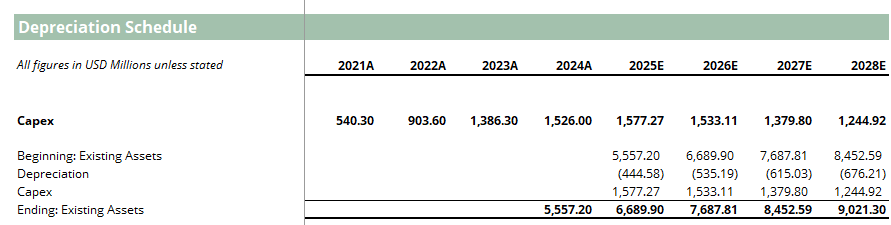 Depreciation Schedule
All figures in USD Millions unless stated 2021A 2022A 2023A 2024A 2025E 2026E 2027E 2028E
Capex 540.30 903.60 1,386.30 1,526.00 1,577.27 1,533.11 1,379.80 1,244.92
Beginning: Existing Assets 5,557.20 6,689.90 7,687.81 8,452.59
Depreciation (444.58) (535.19) (615.03) (676.21)
Capex 1,577.27 1,533.11 1,379.80 1,244.92
Ending: Existing Assets 5,557.20 6,689.90 7,687.81 8,452.59 9,021.30